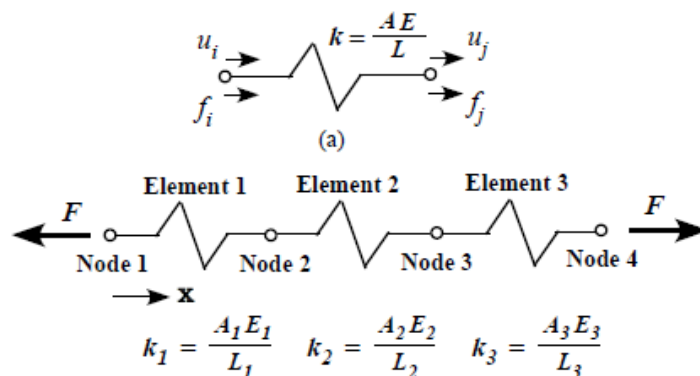 u_i k = AE/L u_j
f_i f_j
(a)
Element 1 Element 2 Element 3
F F
Node 1 Node 2 Node 3 Node 4
x
k_1 = A_1E_1/L_1 k_2 = A_2E_2/L_2 k_3 = A_3E_3/L_3